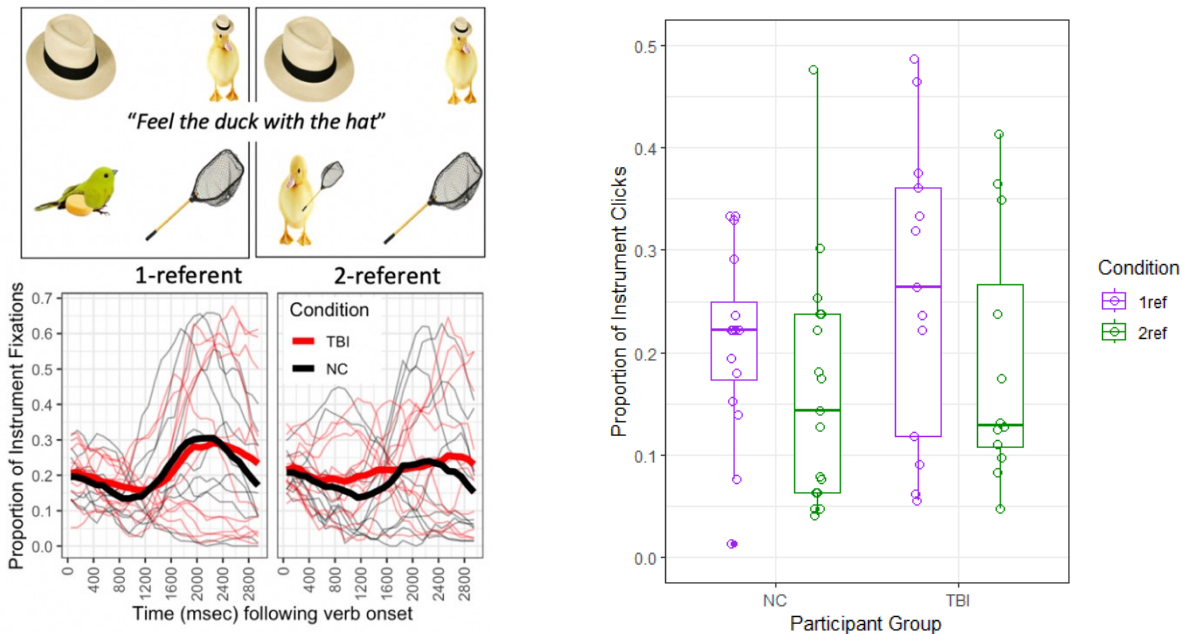 “Feel the duck with the hat”
1-referent
2-referent
Proportion of Instrument Fixations
0.7
0.6
0.5
0.4
0.3
0.2
0.1
0.0
Condition
TBI
NC
0
400
800
1200
1600
2000
2400
2800
0
400
800
1200
1600
2000
2400
2800
Time (msec) following verb onset
Proportion of Instrument Clicks
0.5
0.4
0.3
0.2
0.1
0.0
NC
TBI
Participant Group
Condition
1ref
2ref